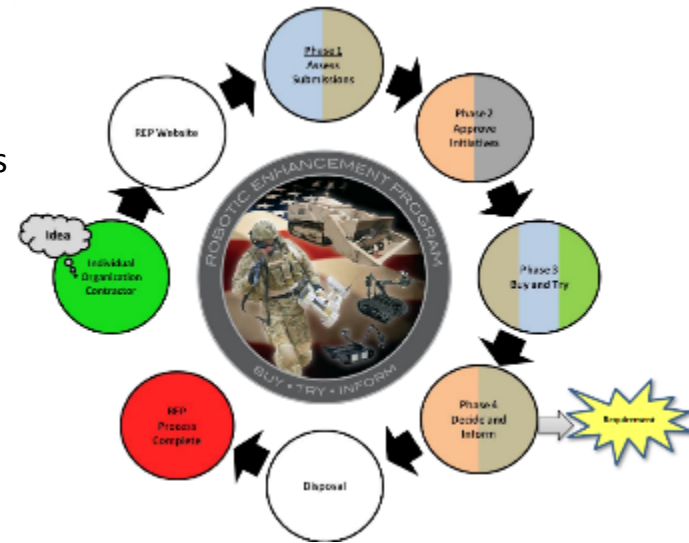 Phase 1
Assess
Submissions
REP Website
Phase 2
Approve
Initiatives
s
Idea
Individual
Organization
Contractor
ROBOTIC ENHANCEMENT PROGRAM
BUY • TRY • INFORM
Phase 3
Buy and Try
REP
Process
Complete
Phase 4
Decide and
Inform
Requirement
Disposal